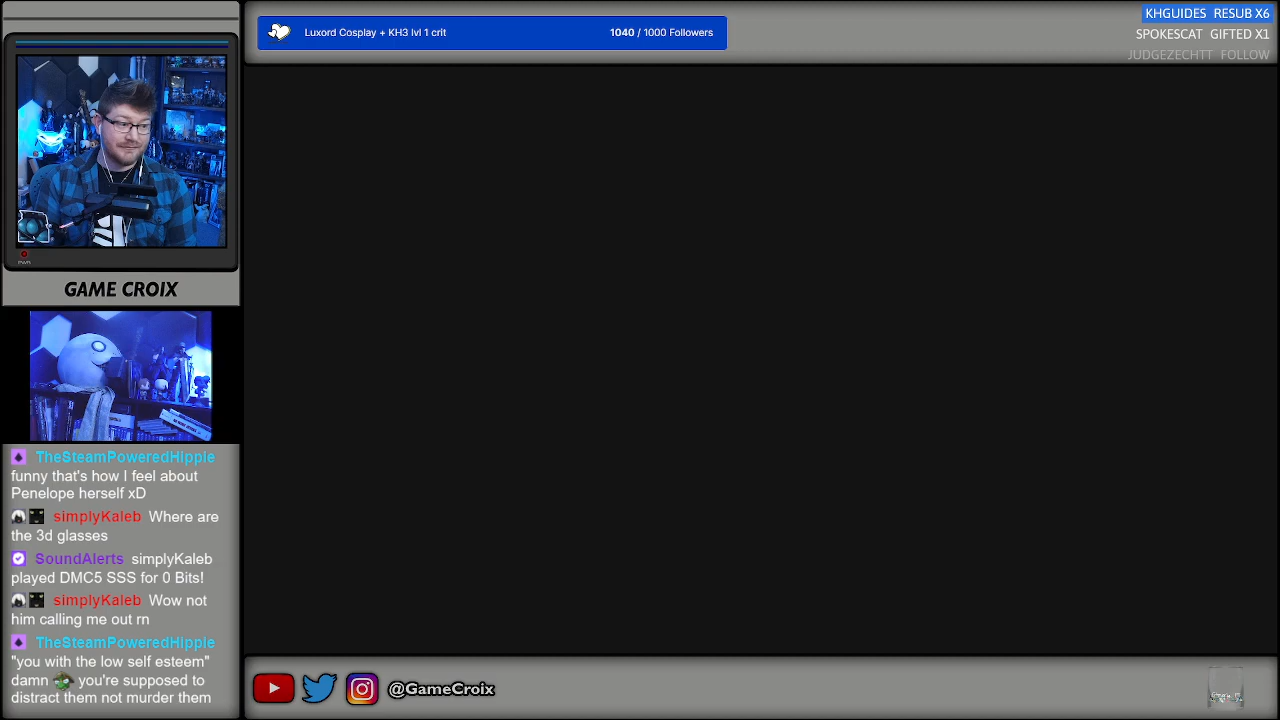 Luxord Cosplay + KH3 lvl 1 crit
1040 / 1000 Followers
KHGUIDES RESUB X6
SPOKESCAT GIFTED X1
JUDGEZECHTT FOLLOW
PWR
GAME CROIX
TheSteamPoweredHippie
funny that's how I feel about
Penelope herself xD
simplyKaleb Where are
the 3d glasses
SoundAlerts simplyKaleb
played DMC5 SSS for 0 Bits!
simplyKaleb Wow not
him calling me out rn
TheSteamPoweredHippie
"you with the low self esteem"
damn you're supposed to
distract them not murder them
@GameCroix